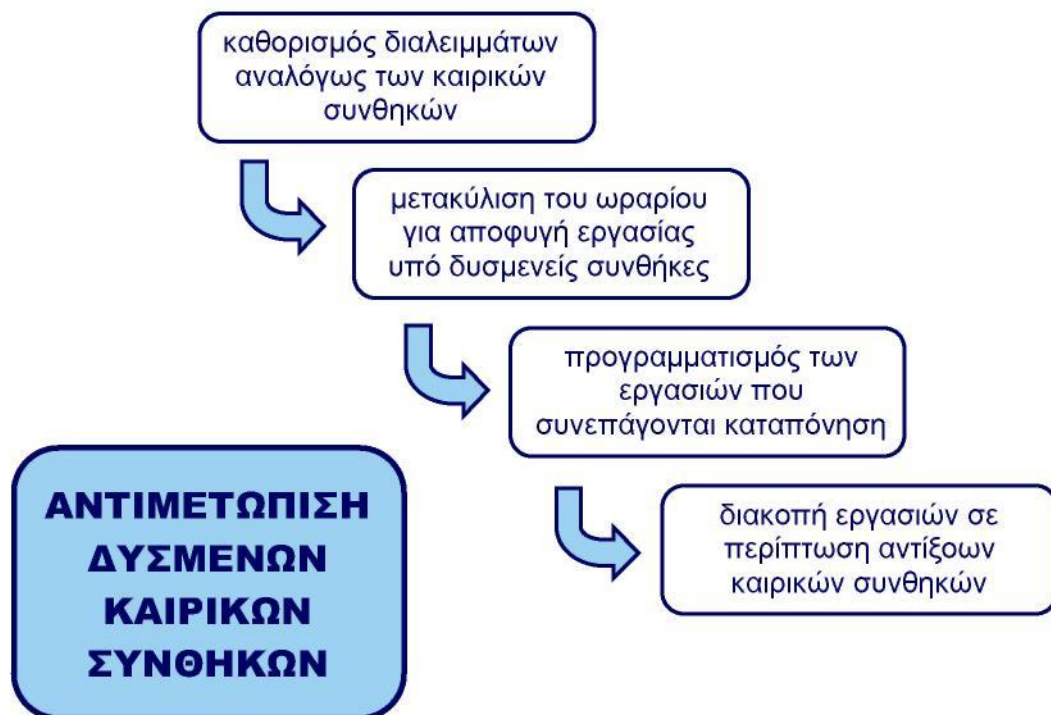 καθορισμός διαλειμμάτων
αναλόγως των καιρικών
συνθηκών
μετακύλιση του ωραρίου
για αποφυγή εργασίας
υπό δυσμενείς συνθήκες
προγραμματισμός των
εργασιών που
συνεπάγονται καταπόνηση
διακοπή εργασιών σε
περίπτωση αντίξοων
καιρικών συνθηκών
ΑΝΤΙΜΕΤΩΠΙΣΗ
ΔΥΣΜΕΝΩΝ
ΚΑΙΡΙΚΩΝ
ΣΥΝΘΗΚΩΝ